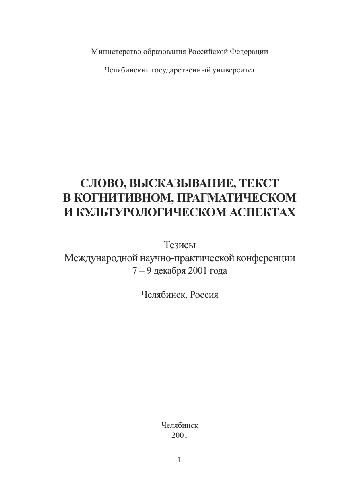 Министерство образования Российской Федерации
Челябинский государственный университет
СЛОВО, ВЫСКАЗЫВАНИЕ, ТЕКСТ
В КОГНИТИВНОМ, ПРАГМАТИЧЕСКОМ
И КУЛЬТУРОЛОГИЧЕСКОМ АСПЕКТАХ
Тезисы
Международной научно-практической конференции
7 – 9 декабря 2001 года
Челябинск, Россия
Челябинск
2001
1